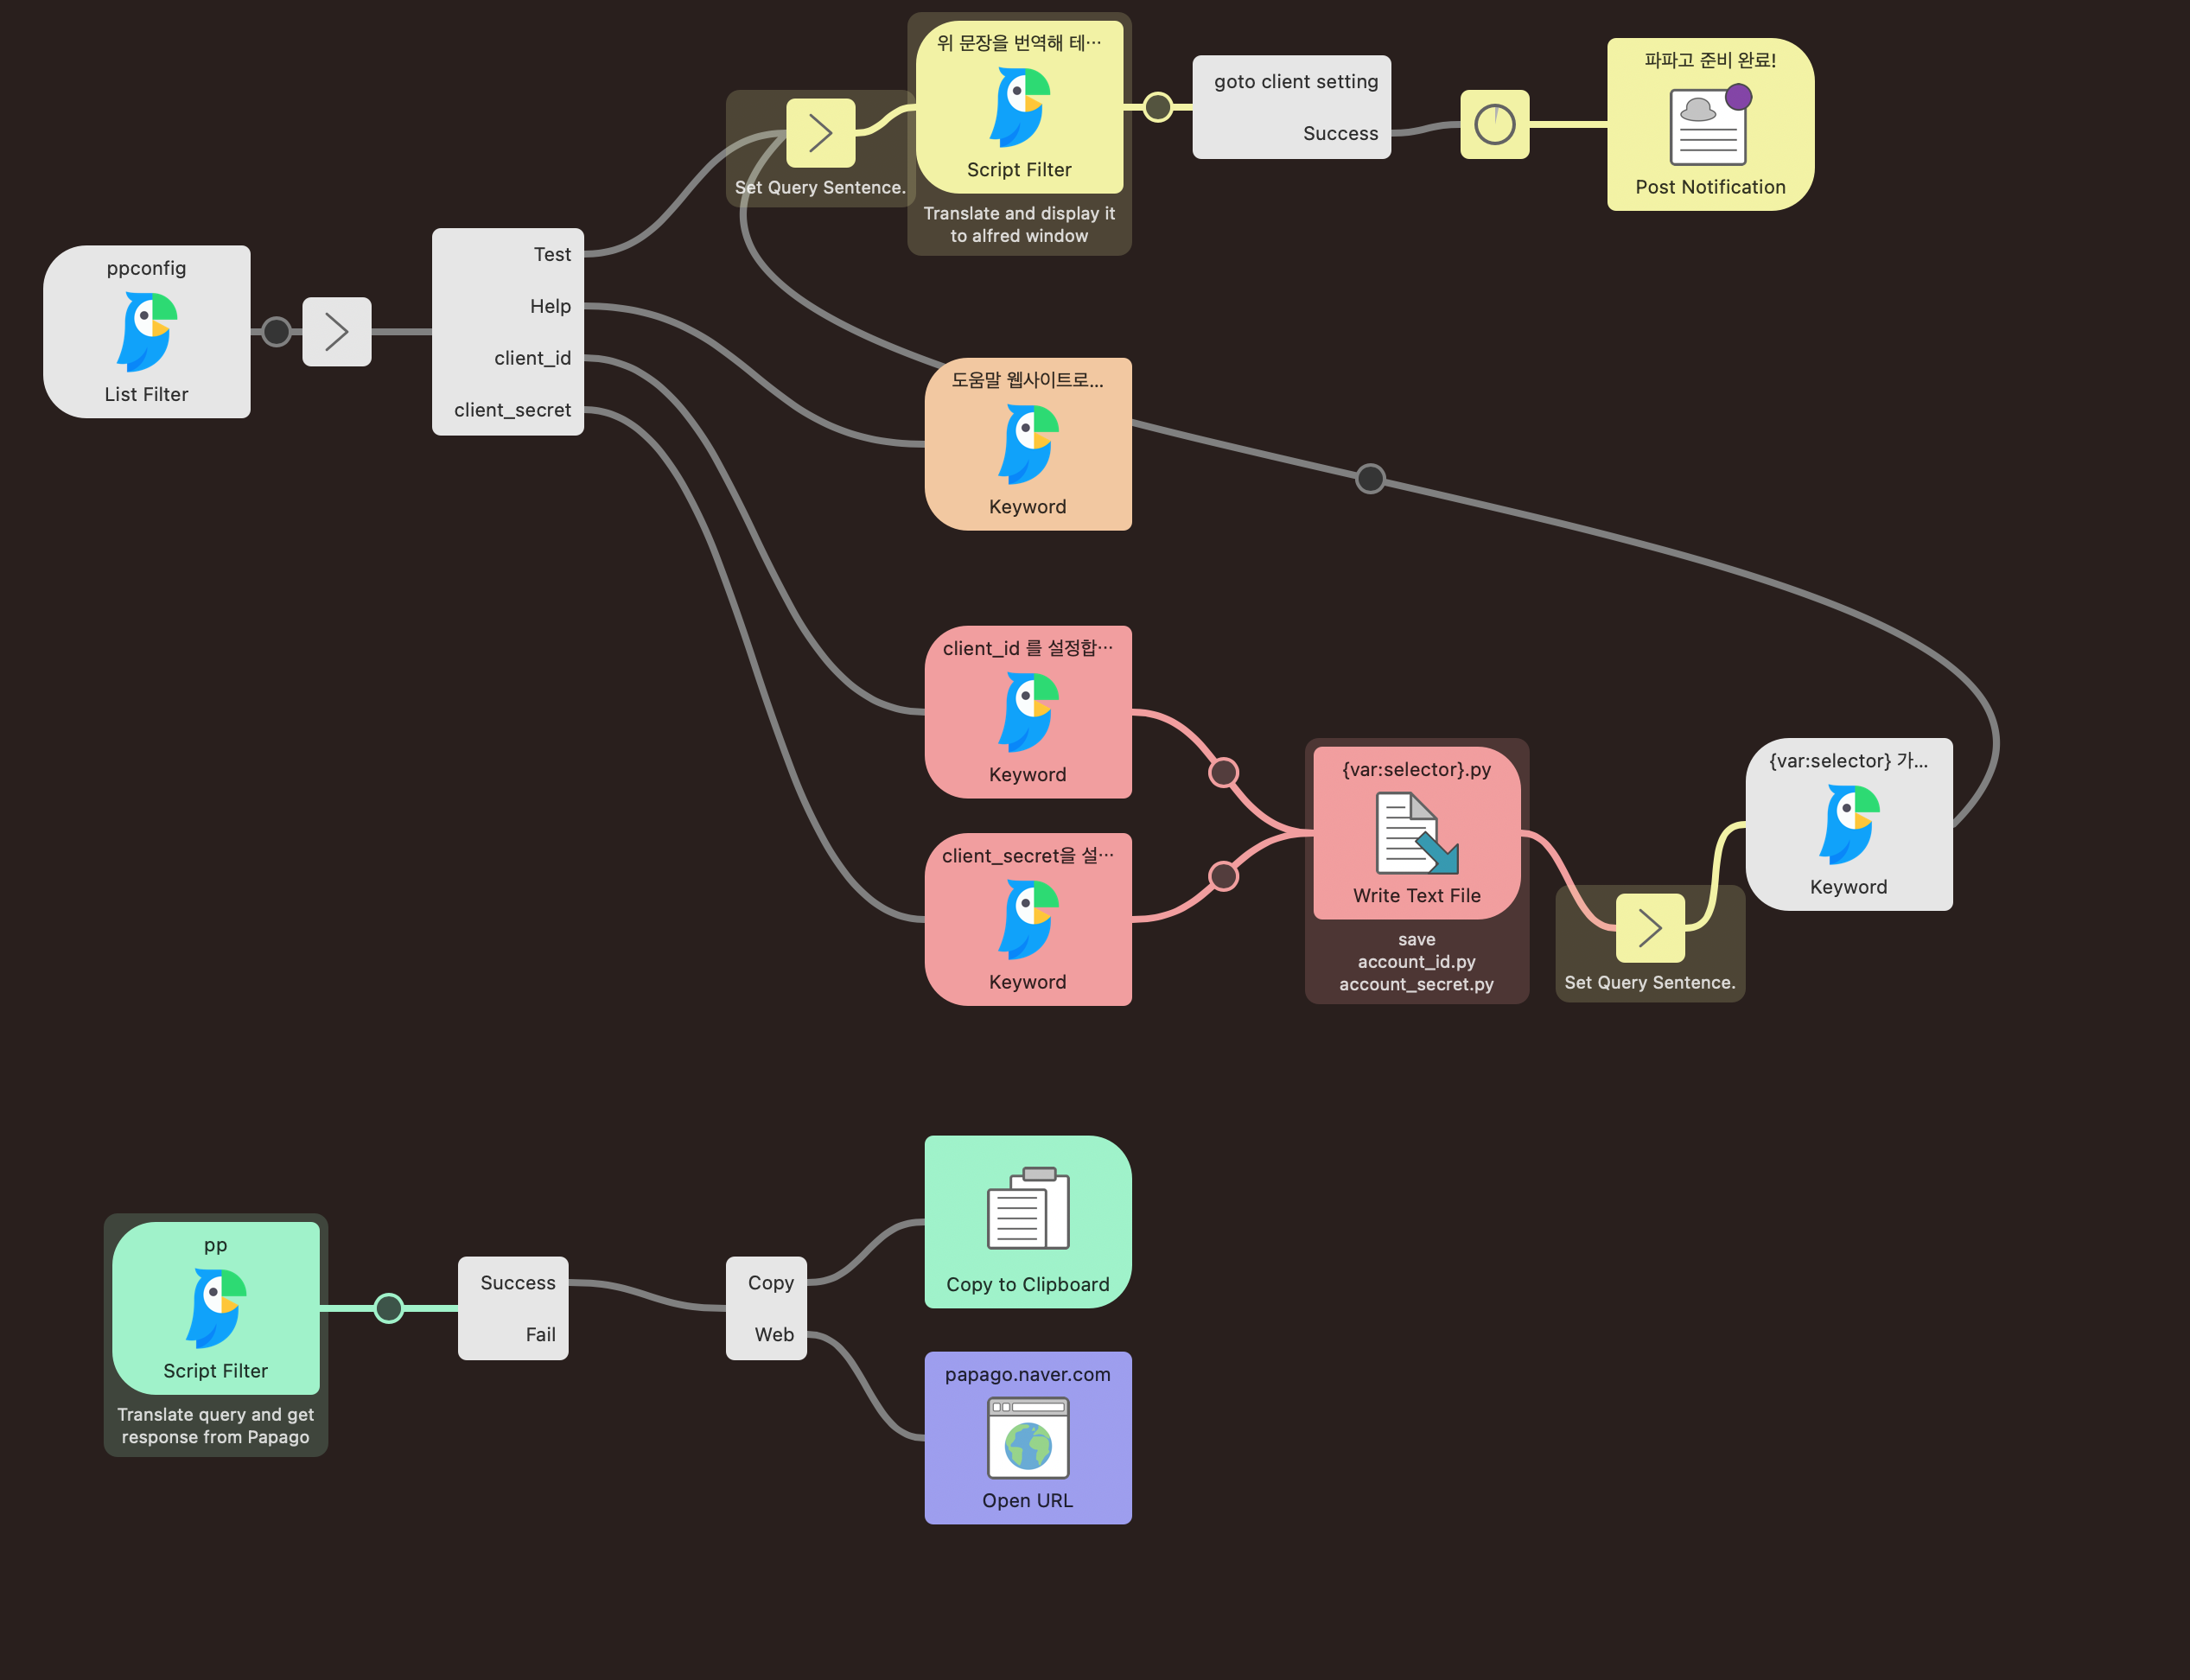 위 문장을 번역해 테…
Script Filter
Translate and display it
to alfred window
Set Query Sentence.
goto client setting
Success
파파고 준비 완료!
Post Notification
ppconfig
List Filter
Test
Help
client_id
client_secret
도움말 웹사이트로...
Keyword
client_id 를 설정합…
Keyword
client_secret을 설…
Keyword
{var:selector}.py
Write Text File
save
account_id.py
account_secret.py
Set Query Sentence.
{var:selector} 가...
Keyword
pp
Script Filter
Translate query and get
response from Papago
Success
Fail
Copy
Web
Copy to Clipboard
papago.naver.com
Open URL